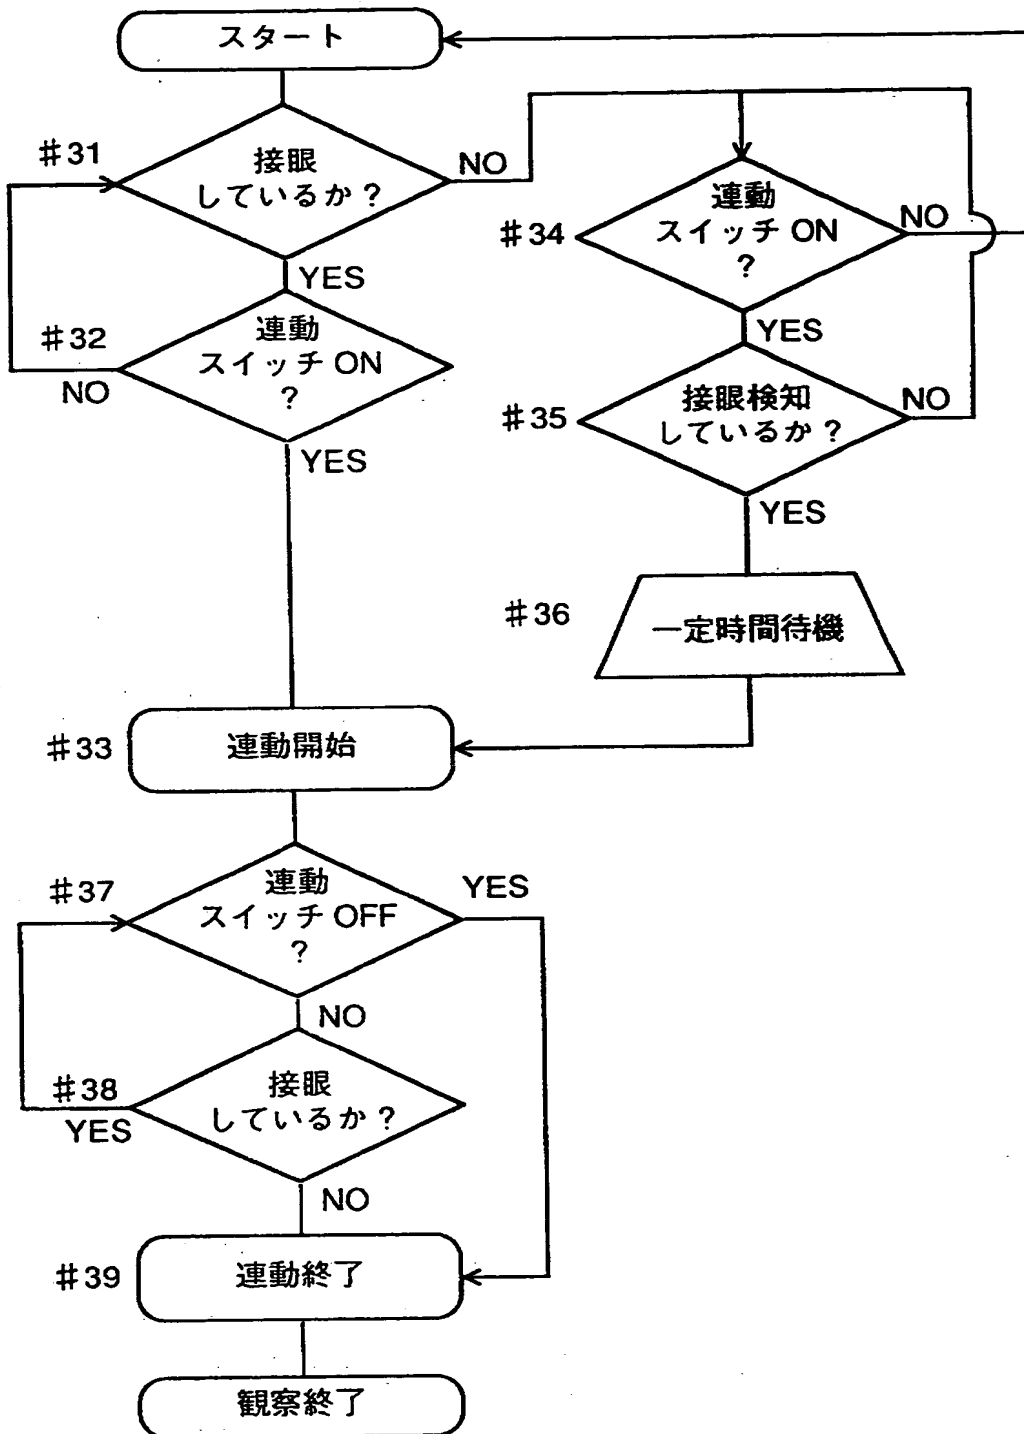 スタート
#31
接眼
しているか？
NO
YES
#32
連動
スイッチ ON
？
NO
YES
#34
連動
スイッチ ON
？
NO
YES
#35
接眼検知
しているか？
NO
YES
#36
一定時間待機
#33
連動開始
#37
連動
スイッチ OFF
？
YES
NO
#38
接眼
しているか？
YES
NO
#39
連動終了
観察終了